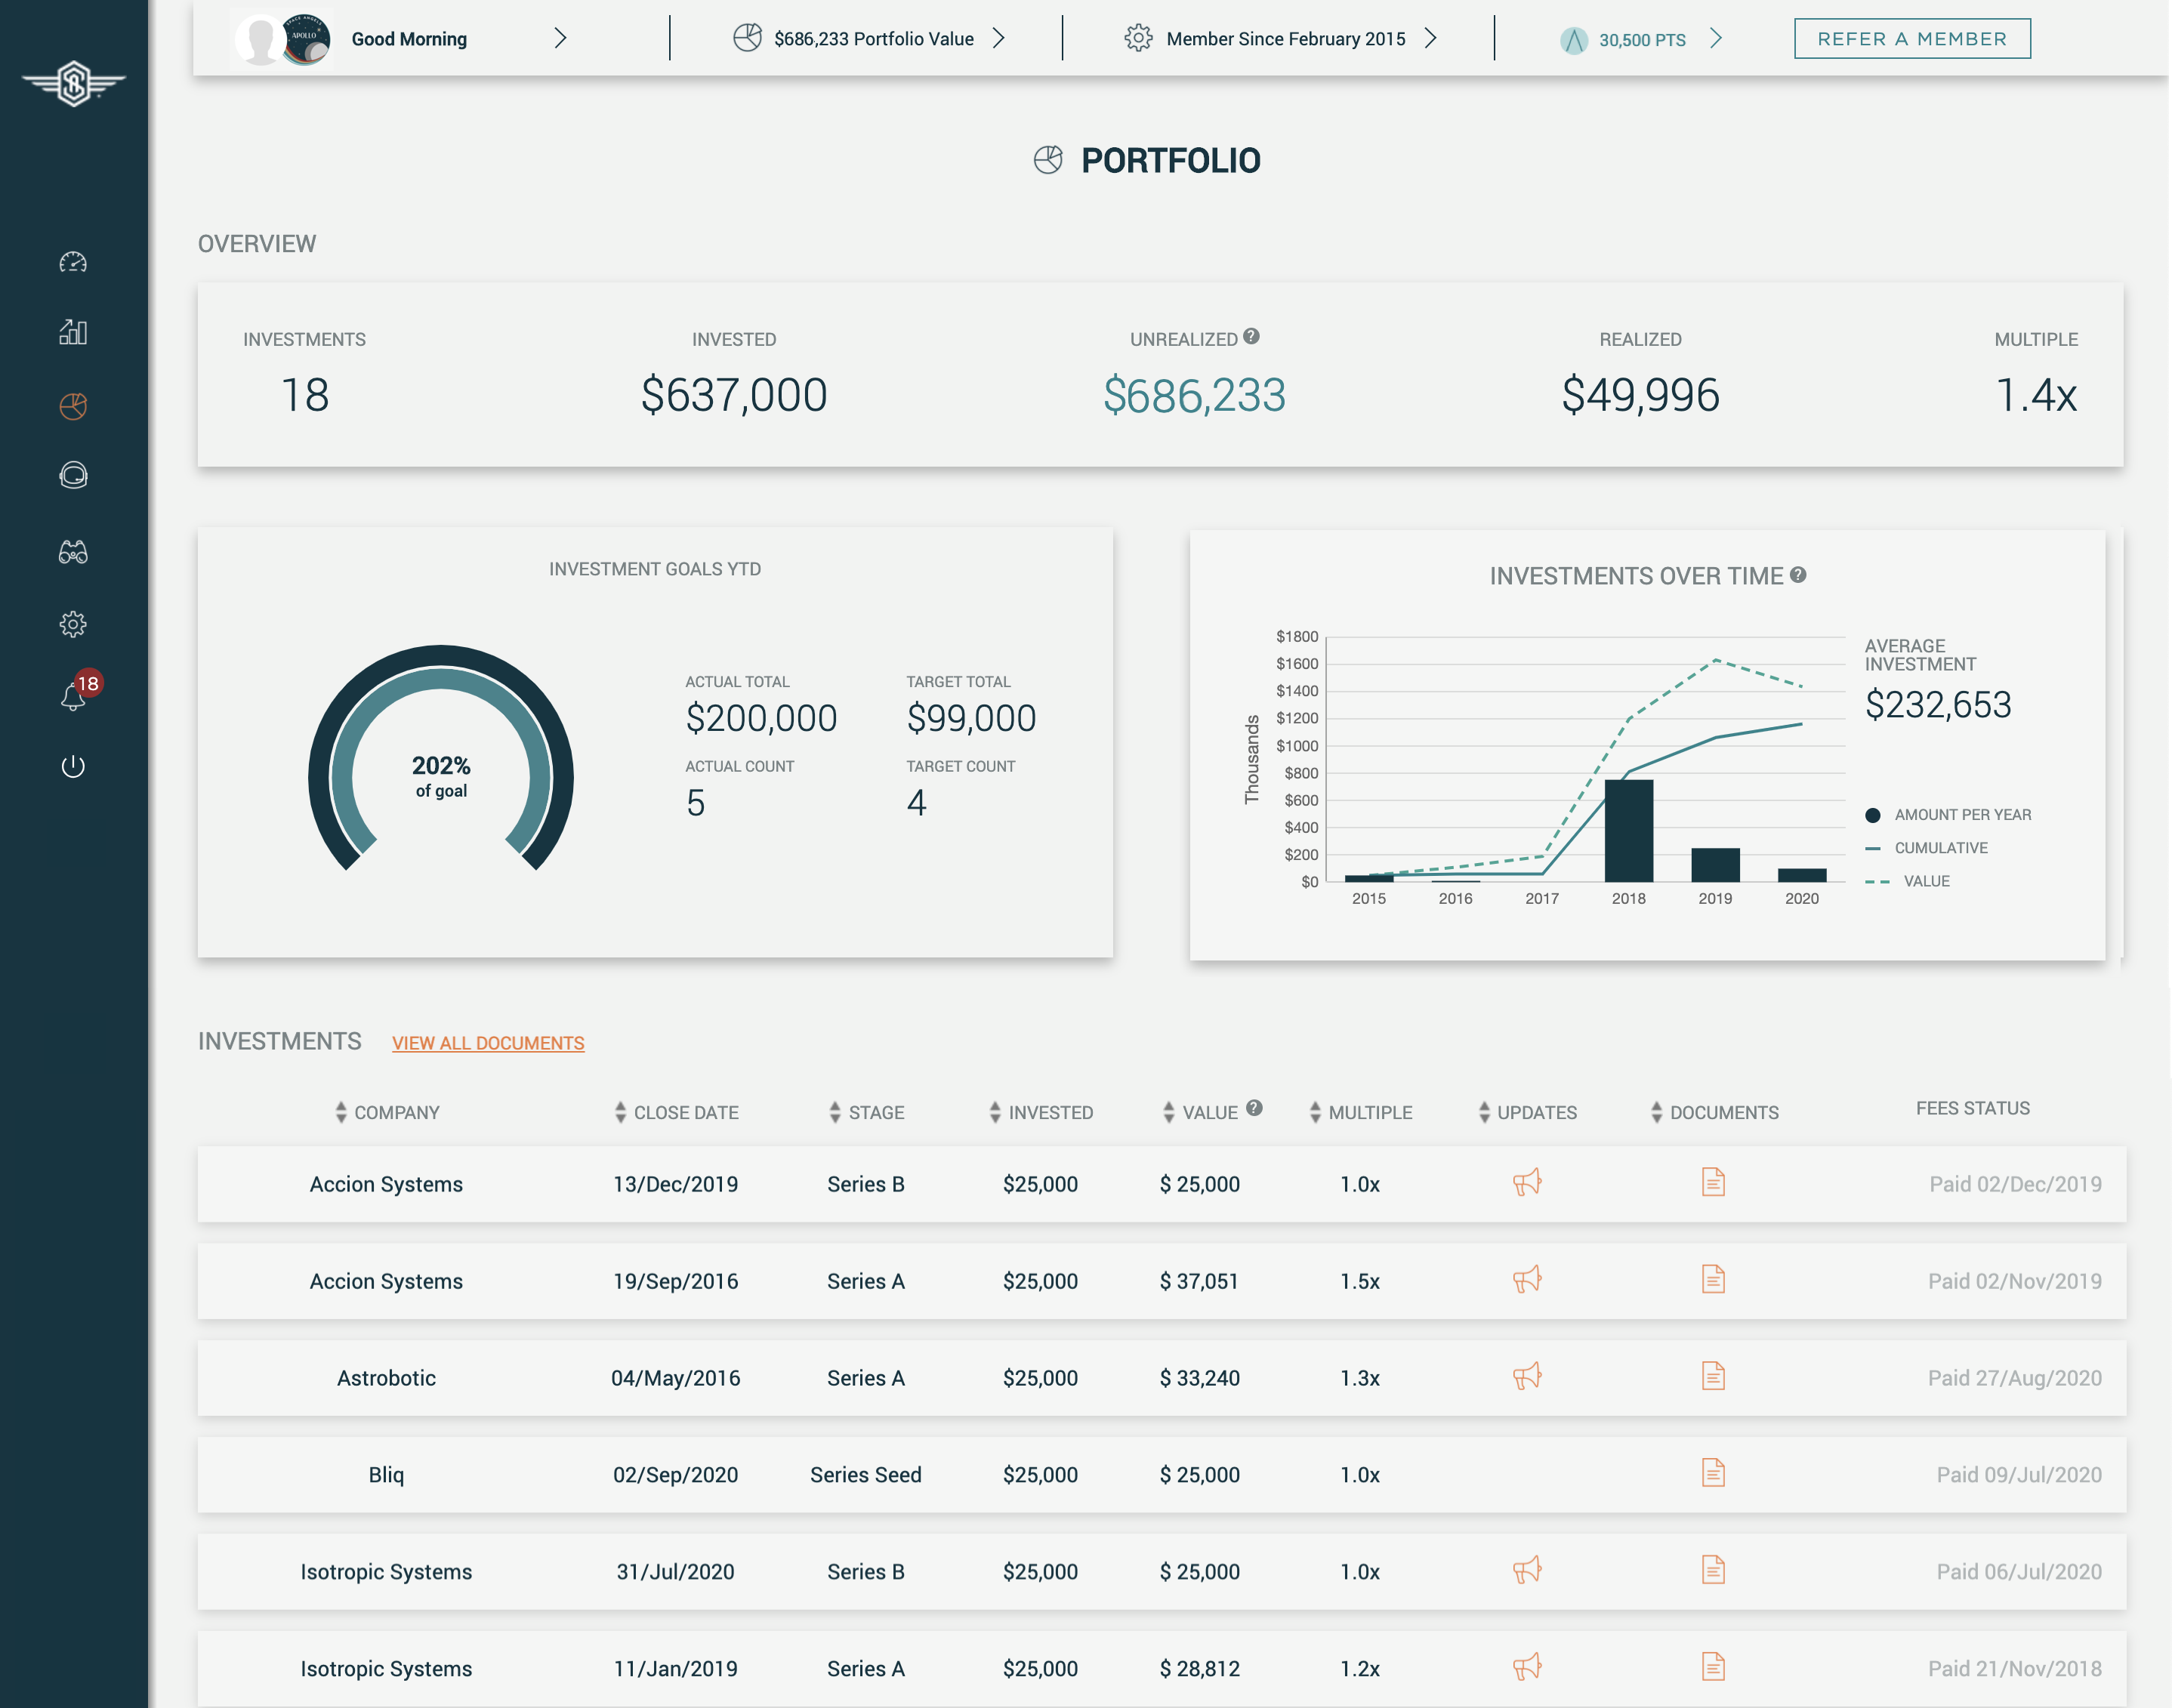 Good Morning
$686,233 Portfolio Value
Member Since February 2015
30,500 PTS
REFER A MEMBER
SPACE ANGELS
APOLLO
PORTFOLIO
OVERVIEW
INVESTMENTS INVESTED UNREALIZED ? REALIZED MULTIPLE
18 $637,000 $686,233 $49,996 1.4x
INVESTMENT GOALS YTD
202%
of goal
ACTUAL TOTAL TARGET TOTAL
$200,000 $99,000
ACTUAL COUNT TARGET COUNT
5 4
18
INVESTMENTS OVER TIME ?
Thousands
$1800
$1600
$1400
$1200
$1000
$800
$600
$400
$200
$0
2015 2016 2017 2018 2019 2020
AVERAGE
INVESTMENT
$232,653
AMOUNT PER YEAR
CUMULATIVE
VALUE
INVESTMENTS VIEW ALL DOCUMENTS
COMPANY CLOSE DATE STAGE INVESTED VALUE ? MULTIPLE UPDATES DOCUMENTS FEES STATUS
Accion Systems 13/Dec/2019 Series B $25,000 $ 25,000 1.0x Paid 02/Dec/2019
Accion Systems 19/Sep/2016 Series A $25,000 $ 37,051 1.5x Paid 02/Nov/2019
Astrobotic 04/May/2016 Series A $25,000 $ 33,240 1.3x Paid 27/Aug/2020
Bliq 02/Sep/2020 Series Seed $25,000 $ 25,000 1.0x Paid 09/Jul/2020
Isotropic Systems 31/Jul/2020 Series B $25,000 $ 25,000 1.0x Paid 06/Jul/2020
Isotropic Systems 11/Jan/2019 Series A $25,000 $ 28,812 1.2x Paid 21/Nov/2018